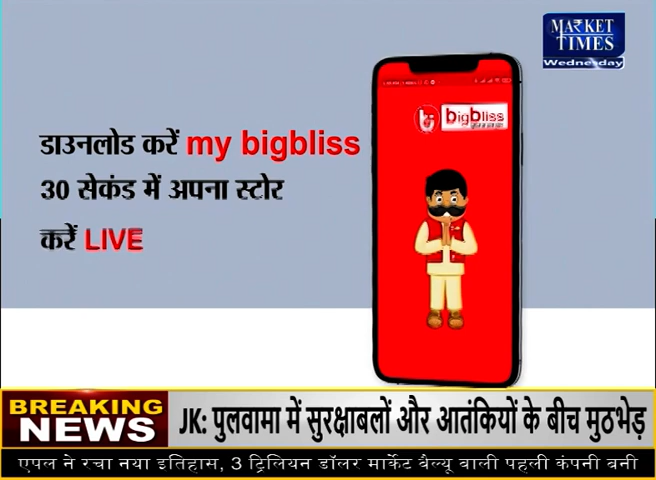 MARKET
TIMES
Wednesday
bigbliss
डाउनलोड करें my bigbliss
30 सेकंड में अपना स्टोर
करें LIVE
BREAKING
NEWS
JK: पुलवामा में सुरक्षाबलों और आतंकियों के बीच मुठभेड़
एपल ने रचा नया इतिहास, 3 ट्रिलियन डॉलर मार्केट वैल्यू वाली पहली कंपनी बनी